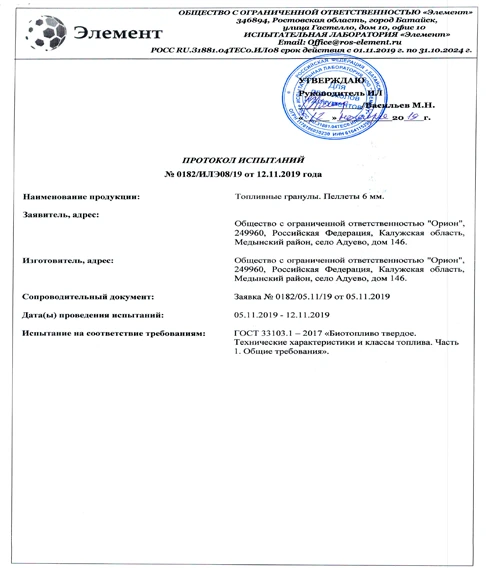 Элемент
ОБЩЕСТВО С ОГРАНИЧЕННОЙ ОТВЕТСТВЕННОСТЬЮ «Элемент»
346894, Ростовская область, город Батайск,
улица Гастелло, дом 10, офис 10
ИСПЫТАТЕЛЬНАЯ ЛАБОРАТОРИЯ «Элемент»
Email: Office@ros-element.ru
РОСС RU.31881.04ТЕСо.ИЛ08 срок действия с 01.11.2019 г. по 31.10.2024 г.
УТВЕРЖДАЮ
Руководитель ИЛ
Васильев М.Н.
« 12 » 20 19 г.
Для
ПРОТОКОЛ ИСПЫТАНИЙ
№ 0182/ИЛЭ08/19 от 12.11.2019 года
Наименование продукции: Топливные гранулы. Пеллеты 6 мм.
Заявитель, адрес:
Общество с ограниченной ответственностью "Орион",
249960, Российская Федерация, Калужская область,
Медынский район, село Адуево, дом 146.
Изготовитель, адрес: Общество с ограниченной ответственностью "Орион",
249960, Российская Федерация, Калужская область,
Медынский район, село Адуево, дом 146.
Сопроводительный документ: Заявка № 0182/05.11/19 от 05.11.2019
Дата(ы) проведения испытаний: 05.11.2019 - 12.11.2019
Испытание на соответствие требованиям: ГОСТ 33103.1 – 2017 «Биотопливо твердое.
Технические характеристики и классы топлива. Часть
1. Общие требования».